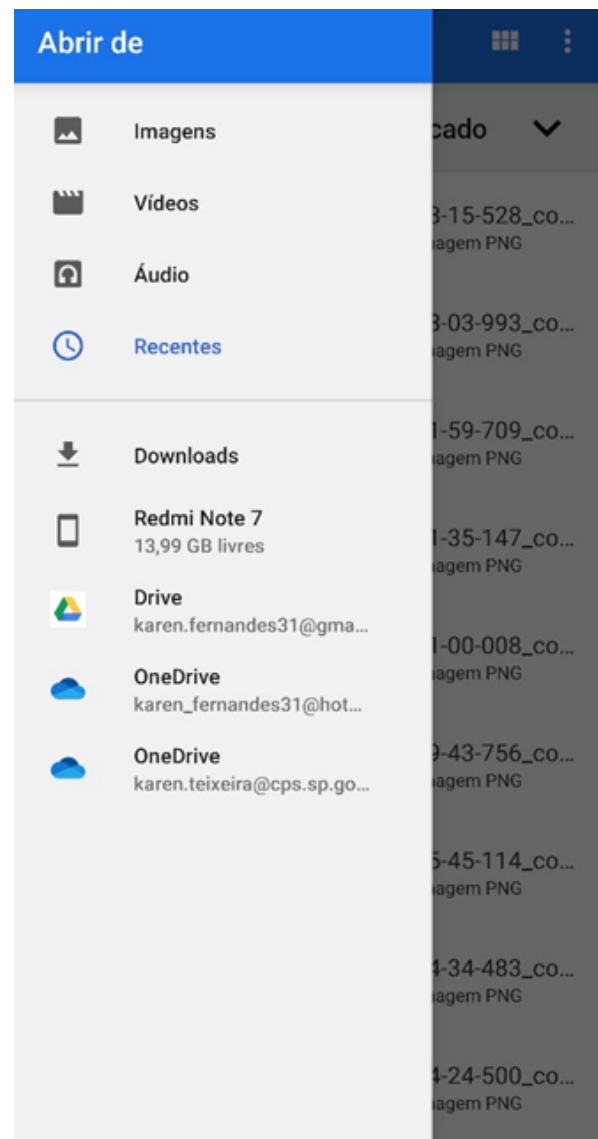 Abrir de
Imagens
Vídeos
Áudio
Recentes
Downloads
Redmi Note 7
13,99 GB livres
Drive
karen.fernandes31@gma...
OneDrive
karen_fernandes31@hot...
OneDrive
karen.teixeira@cps.sp.go...
cado
3-15-528_co...
agem PNG
3-03-993_co...
agem PNG
1-59-709_co...
agem PNG
1-35-147_co...
agem PNG
1-00-008_co...
agem PNG
9-43-756_co...
agem PNG
5-45-114_co...
agem PNG
4-34-483_co...
agem PNG
4-24-500_co...
agem PNG